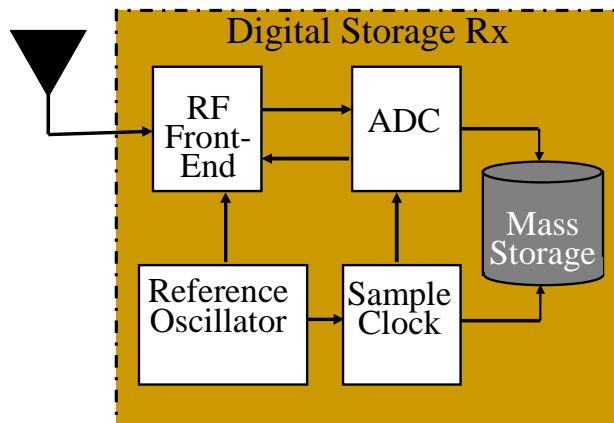 Digital Storage Rx
RF
Front-
End
ADC
Mass
Storage
Reference
Oscillator
Sample
Clock